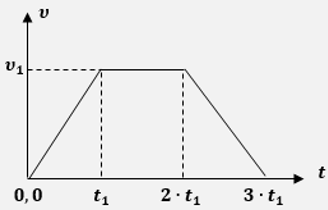 v
v₁
t
0,0 t₁ 2 · t₁ 3 · t₁